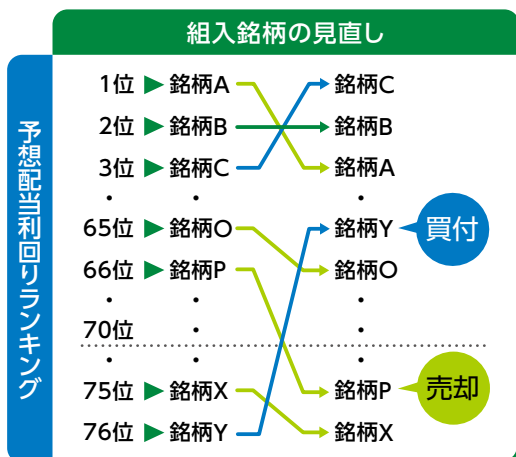 組入銘柄の見直し
予想配当利回りランキング
1位 ▶ 銘柄A 銘柄C
2位 ▶ 銘柄B 銘柄B
3位 ▶ 銘柄C 銘柄A
・ ・ ・
65位 ▶ 銘柄O 銘柄Y 買付
66位 ▶ 銘柄P 銘柄O
・ ・ ・
70位 ・ ・
・ ・ ・
75位 ▶ 銘柄X 銘柄P 売却
76位 ▶ 銘柄Y 銘柄X